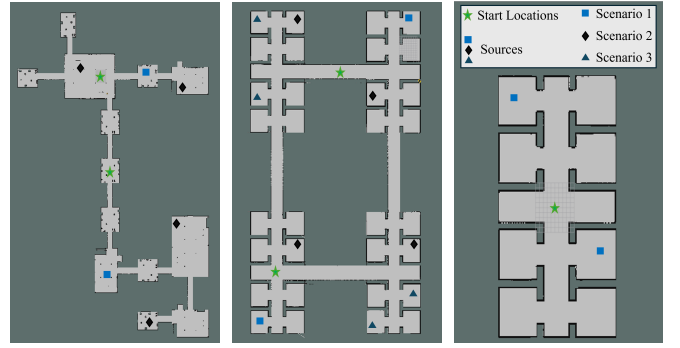 Start Locations
Sources
Scenario 1
Scenario 2
Scenario 3